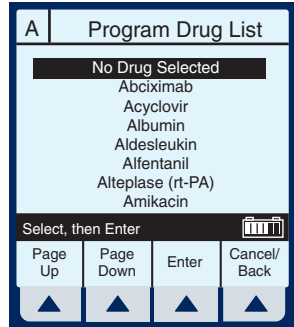 A Program Drug List
No Drug Selected
Abciximab
Acyclovir
Albumin
Aldesleukin
Alfentanil
Alteplase (rt-PA)
Amikacin
Select, then Enter
Page Up
Page Down
Enter
Cancel/ Back